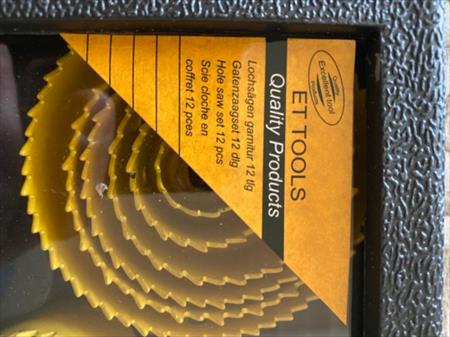 Quality
Excellent tool
Products
ET TOOLS
Quality Products
Lochsägen garnitur 12 tlg
Gatenzaagset 12 dlg
Hole saw set 12 pcs
Scie cloche en
coffret 12 pces